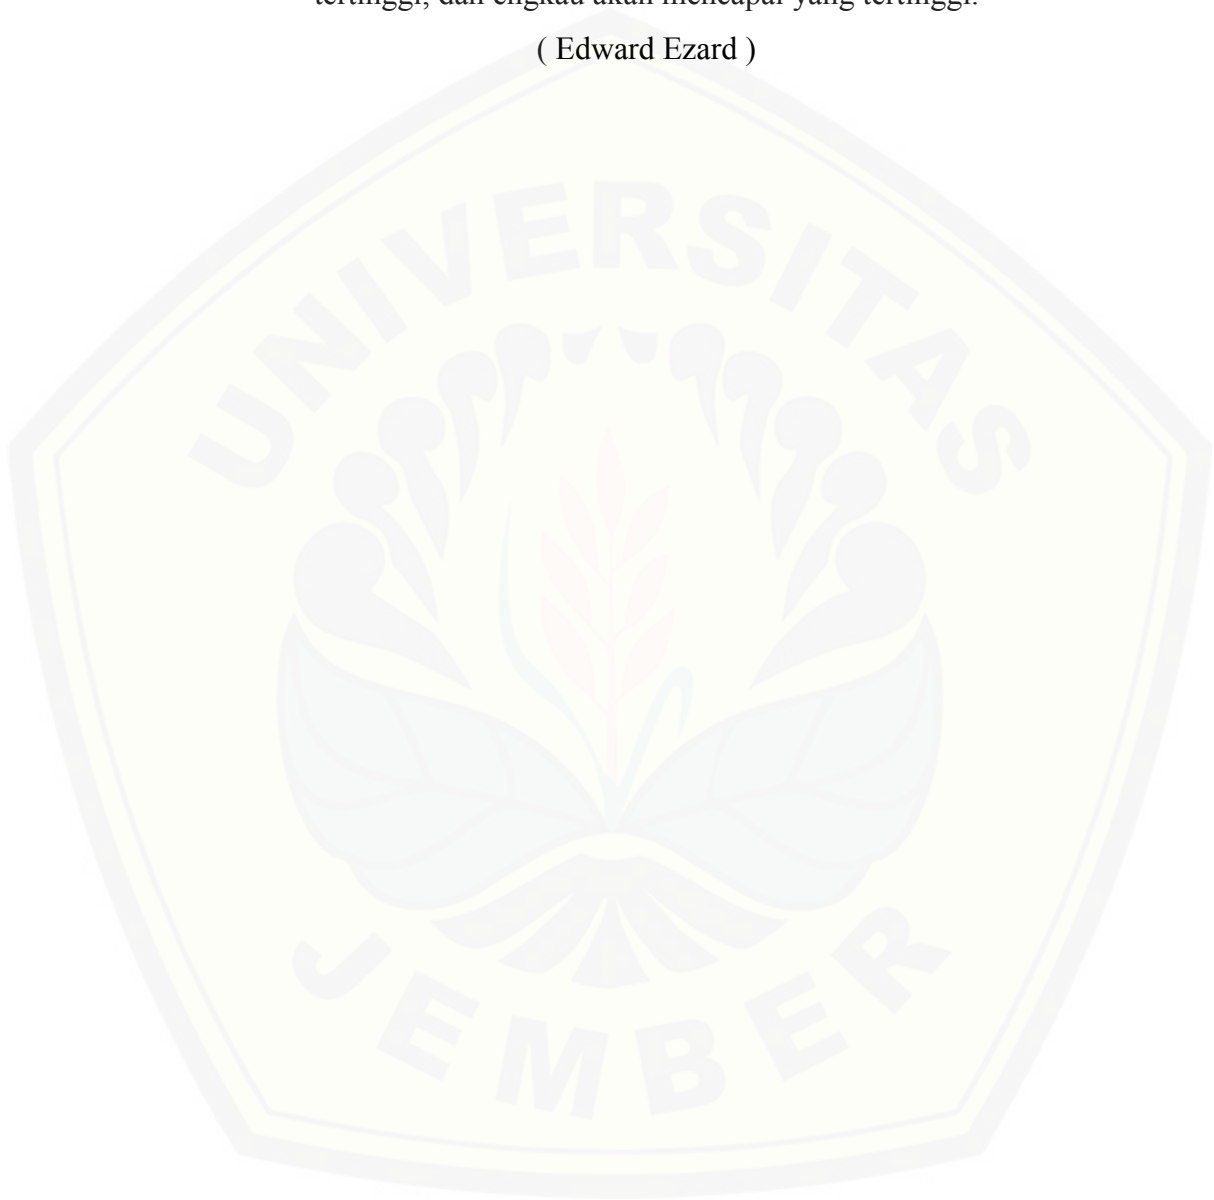 tertinggi, dan engkau akan mencapai yang tertinggi.
( Edward Ezard )
UNIVERSITAS
JEMBER